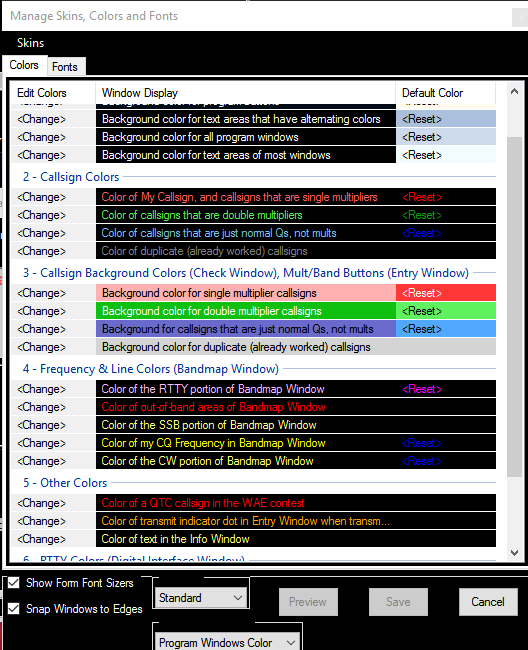 Manage Skins, Colors and Fonts
Skins
Colors Fonts
Edit Colors Window Display Default Color
<Change> Background color for program buttons <Reset>
<Change> Background color for text areas that have alternating colors <Reset>
<Change> Background color for all program windows <Reset>
<Change> Background color for text areas of most windows <Reset>
2 - Callsign Colors
<Change> Color of My Callsign, and callsigns that are single multipliers <Reset>
<Change> Color of callsigns that are double multipliers <Reset>
<Change> Color of callsigns that are just normal Qs, not mults <Reset>
<Change> Color of duplicate (already worked) callsigns
3 - Callsign Background Colors (Check Window), Mult/Band Buttons (Entry Window)
<Change> Background color for single multiplier callsigns <Reset>
<Change> Background color for double multiplier callsigns <Reset>
<Change> Background for callsigns that are just normal Qs, not mults <Reset>
<Change> Background color for duplicate (already worked) callsigns
4 - Frequency & Line Colors (Bandmap Window)
<Change> Color of the RTTY portion of Bandmap Window <Reset>
<Change> Color of out-of-band areas of Bandmap Window
<Change> Color of the SSB portion of Bandmap Window
<Change> Color of my CQ Frequency in Bandmap Window <Reset>
<Change> Color of the CW portion of Bandmap Window <Reset>
5 - Other Colors
<Change> Color of a QTC callsign in the WAE contest
<Change> Color of transmit indicator dot in Entry Window when transm...
<Change> Color of text in the Info Window
6 - RTTY Colors (Digital Interface Window)
Show Form Font Sizers
Standard Preview Save Cancel
Snap Windows to Edges
Program Windows Color